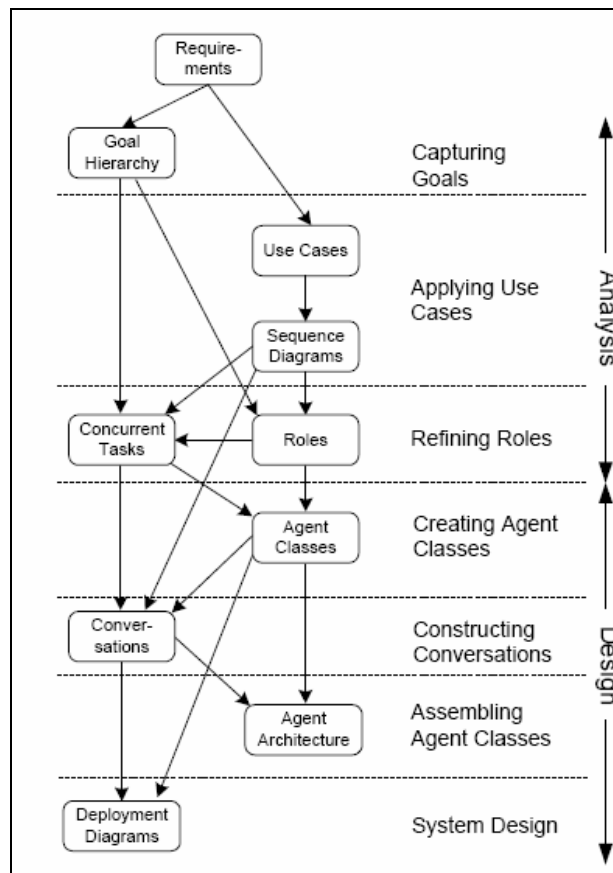 Require-
ments
Goal
Hierarchy
Capturing
Goals
Use Cases
Applying Use
Cases
Sequence
Diagrams
Analysis
Concurrent
Tasks
Roles
Refining Roles
Agent
Classes
Creating Agent
Classes
Conver-
sations
Constructing
Conversations
Design
Agent
Architecture
Assembling
Agent Classes
Deployment
Diagrams
System Design